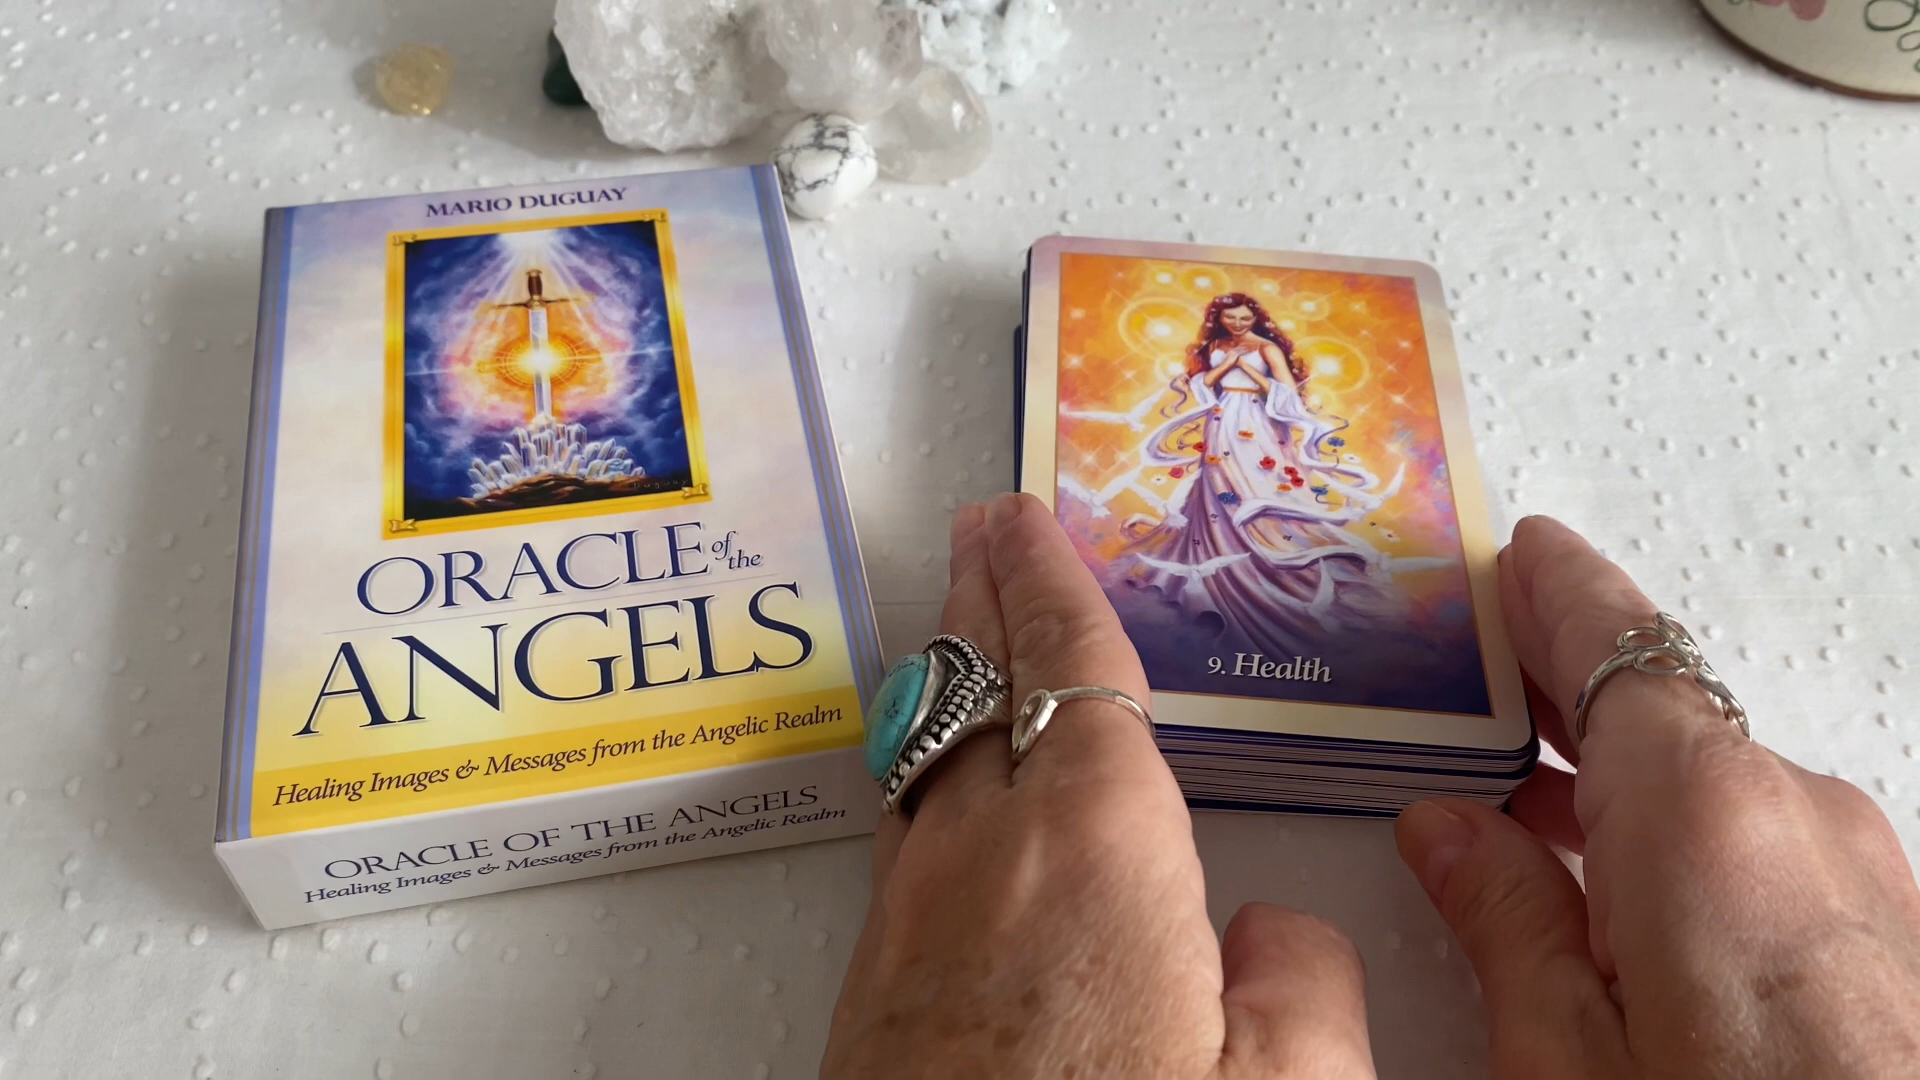 MARIO DUGUAY
Duguay
ORACLE of the
ANGELS
Healing Images & Messages from the Angelic Realm
ORACLE OF THE ANGELS
Healing Images & Messages from the Angelic Realm
9. Health